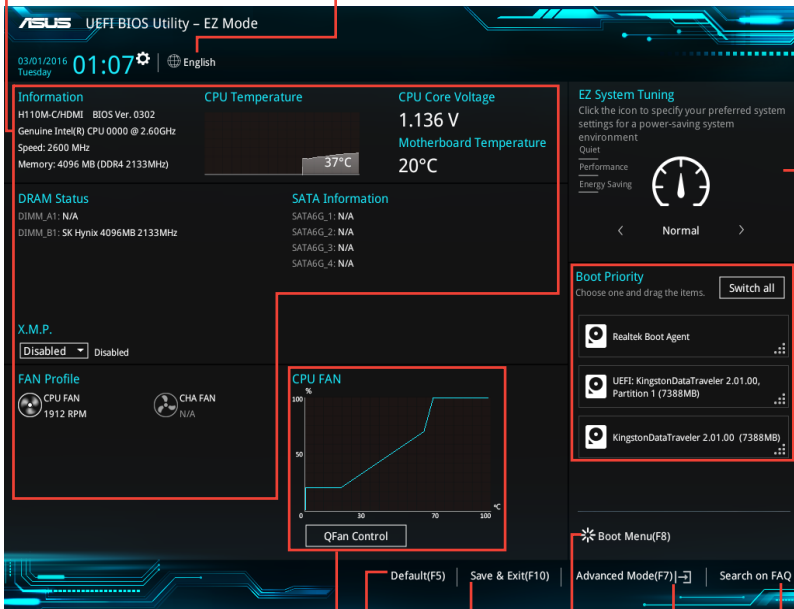 ASUS UEFI BIOS Utility – EZ Mode
03/01/2016
Tuesday
01:07
English
Information
H110M-C/HDMI BIOS Ver. 0302
Genuine Intel(R) CPU 0000 @ 2.60GHz
Speed: 2600 MHz
Memory: 4096 MB (DDR4 2133MHz)
CPU Temperature
37°C
CPU Core Voltage
1.136 V
Motherboard Temperature
20°C
EZ System Tuning
Click the icon to specify your preferred system
settings for a power-saving system
environment
Quiet
Performance
Energy Saving
Normal
DRAM Status
DIMM_A1: N/A
DIMM_B1: SK Hynix 4096MB 2133MHz
SATA Information
SATA6G_1: N/A
SATA6G_2: N/A
SATA6G_3: N/A
SATA6G_4: N/A
Boot Priority
Choose one and drag the items.
Switch all
Realtek Boot Agent
UEFI: KingstonDataTraveler 2.01.00,
Partition 1 (7388MB)
KingstonDataTraveler 2.01.00 (7388MB)
X.M.P.
Disabled Disabled
FAN Profile
CPU FAN
1912 RPM
CHA FAN
N/A
CPU FAN
%
100
50
0 30 70 100
°C
QFan Control
Boot Menu(F8)
Default(F5) Save & Exit(F10) Advanced Mode(F7) Search on FAQ